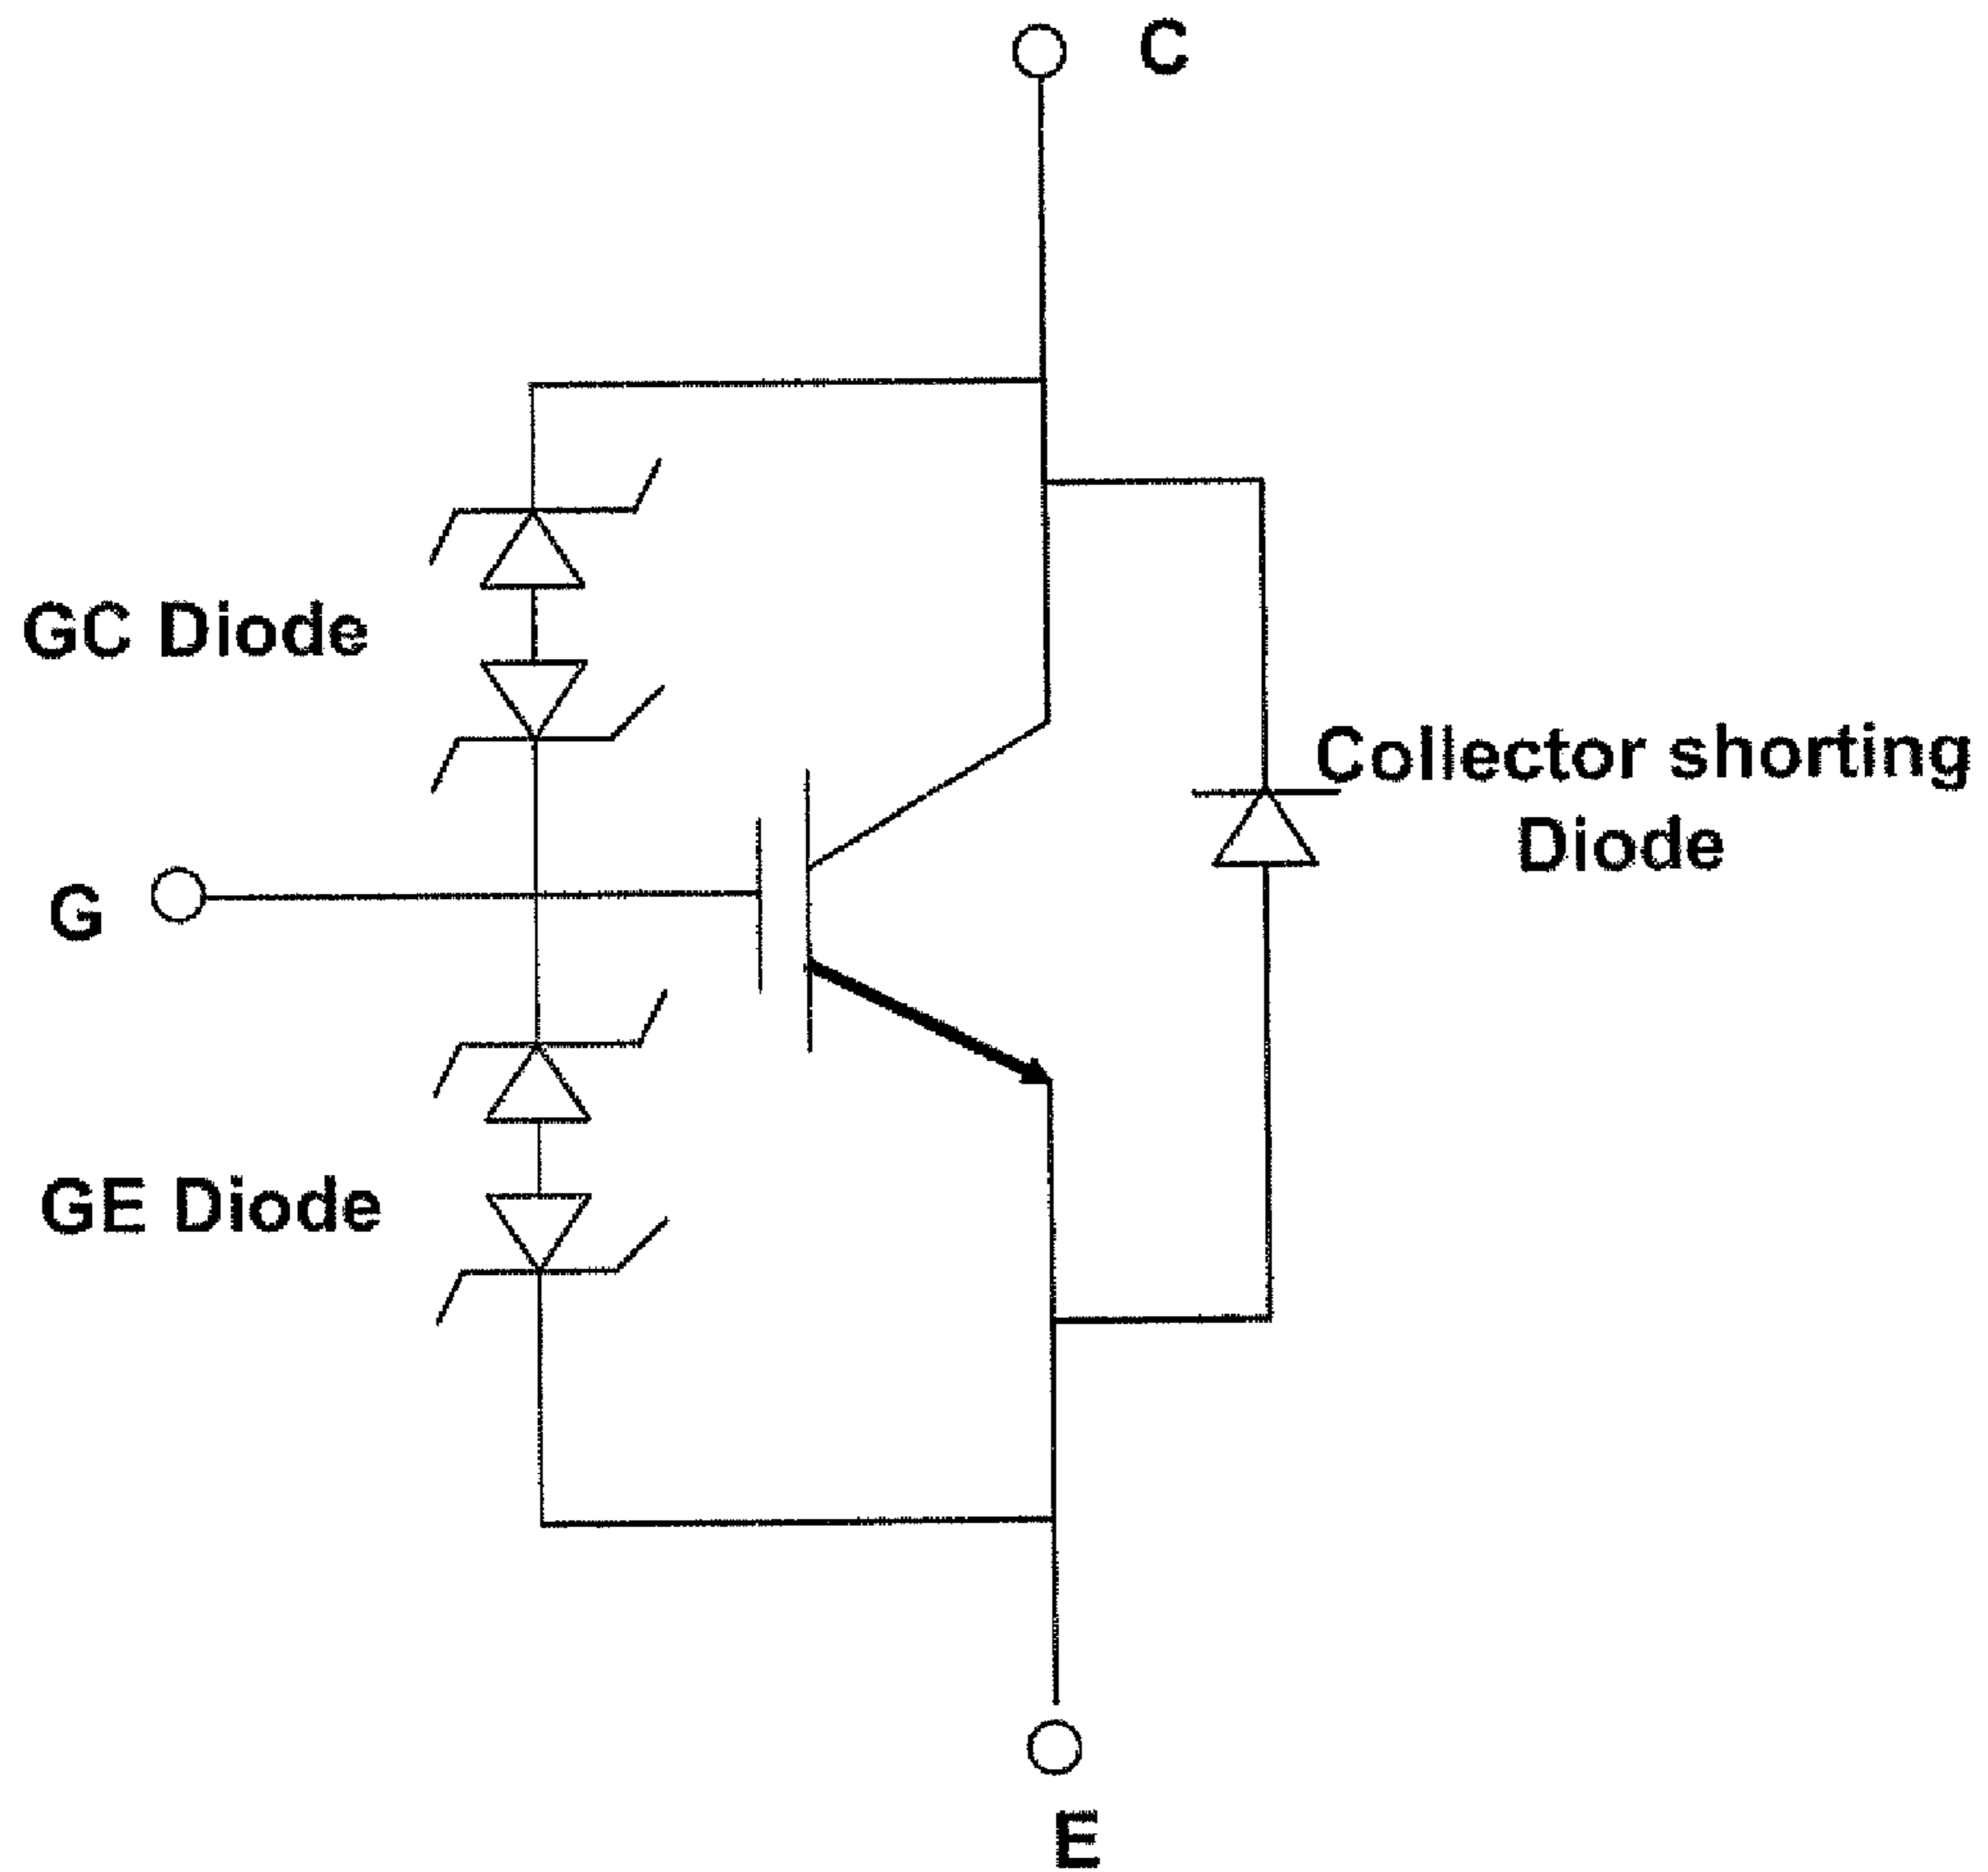 C
GC Diode
Collector shorting
Diode
G
GE Diode
E